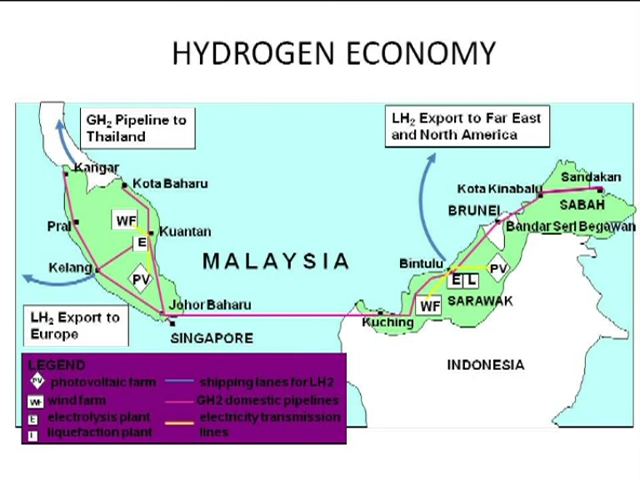 HYDROGEN ECONOMY
GH2 Pipeline to
Thailand
LH2 Export to Far East
and North America
Kangar
Kota Baharu
Sandakan
Kota Kinabalu
SABAH
BRUNEI
WF
Prai
E
Kuantan
Bandar Seri Begawan
MALAYSIA
Kelang
Bintulu
PV
PV
E L
SARAWAK
WF
Johor Baharu
LH2 Export to
Europe
Kuching
SINGAPORE
INDONESIA
LEGEND
PV photovoltaic farm
shipping lanes for LH2
WF wind farm
GH2 domestic pipelines
E electrolysis plant
electricity transmission
L liquefaction plant
lines